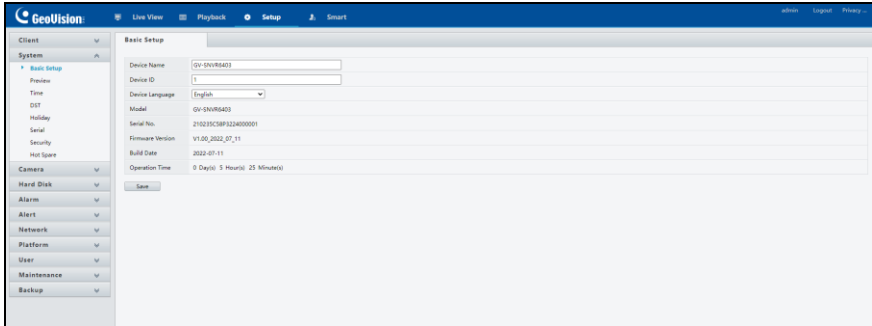 GeoVision Live View Playback Setup Smart admin Logout Privacy ...
Client Basic Setup
System
Basic Setup Device Name GV-SNVR6403
Preview Device ID 1
Time Device Language English
DST Model GV-SNVR6403
Holiday Serial No. 210235C58P3224000001
Serial Firmware Version V1.00_2022_07_11
Security Build Date 2022-07-11
Hot Spare Operation Time 0 Day(s) 5 Hour(s) 25 Minute(s)
Camera
Hard Disk Save
Alarm
Alert
Network
Platform
User
Maintenance
Backup